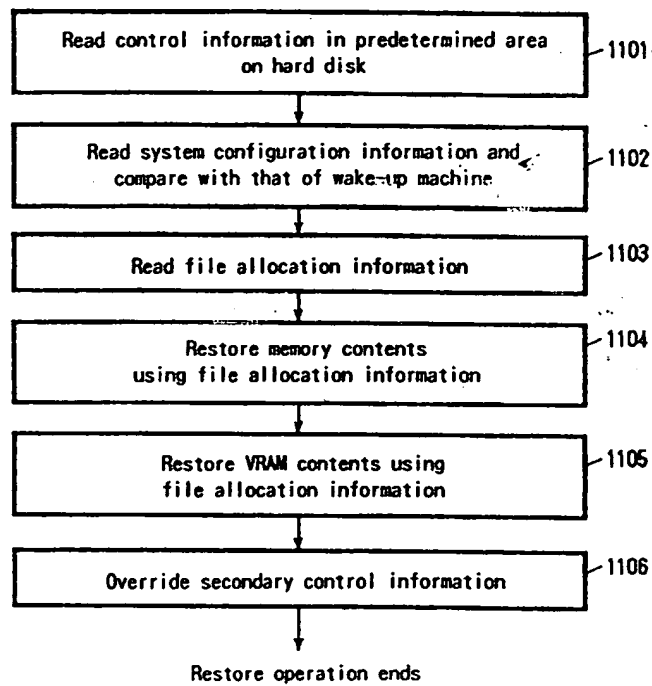 Read control information in predetermined area
on hard disk
1101
Read system configuration information and
compare with that of wake-up machine
1102
Read file allocation information
1103
Restore memory contents
using file allocation information
1104
Restore VRAM contents using
file allocation information
1105
Override secondary control information
1106
Restore operation ends